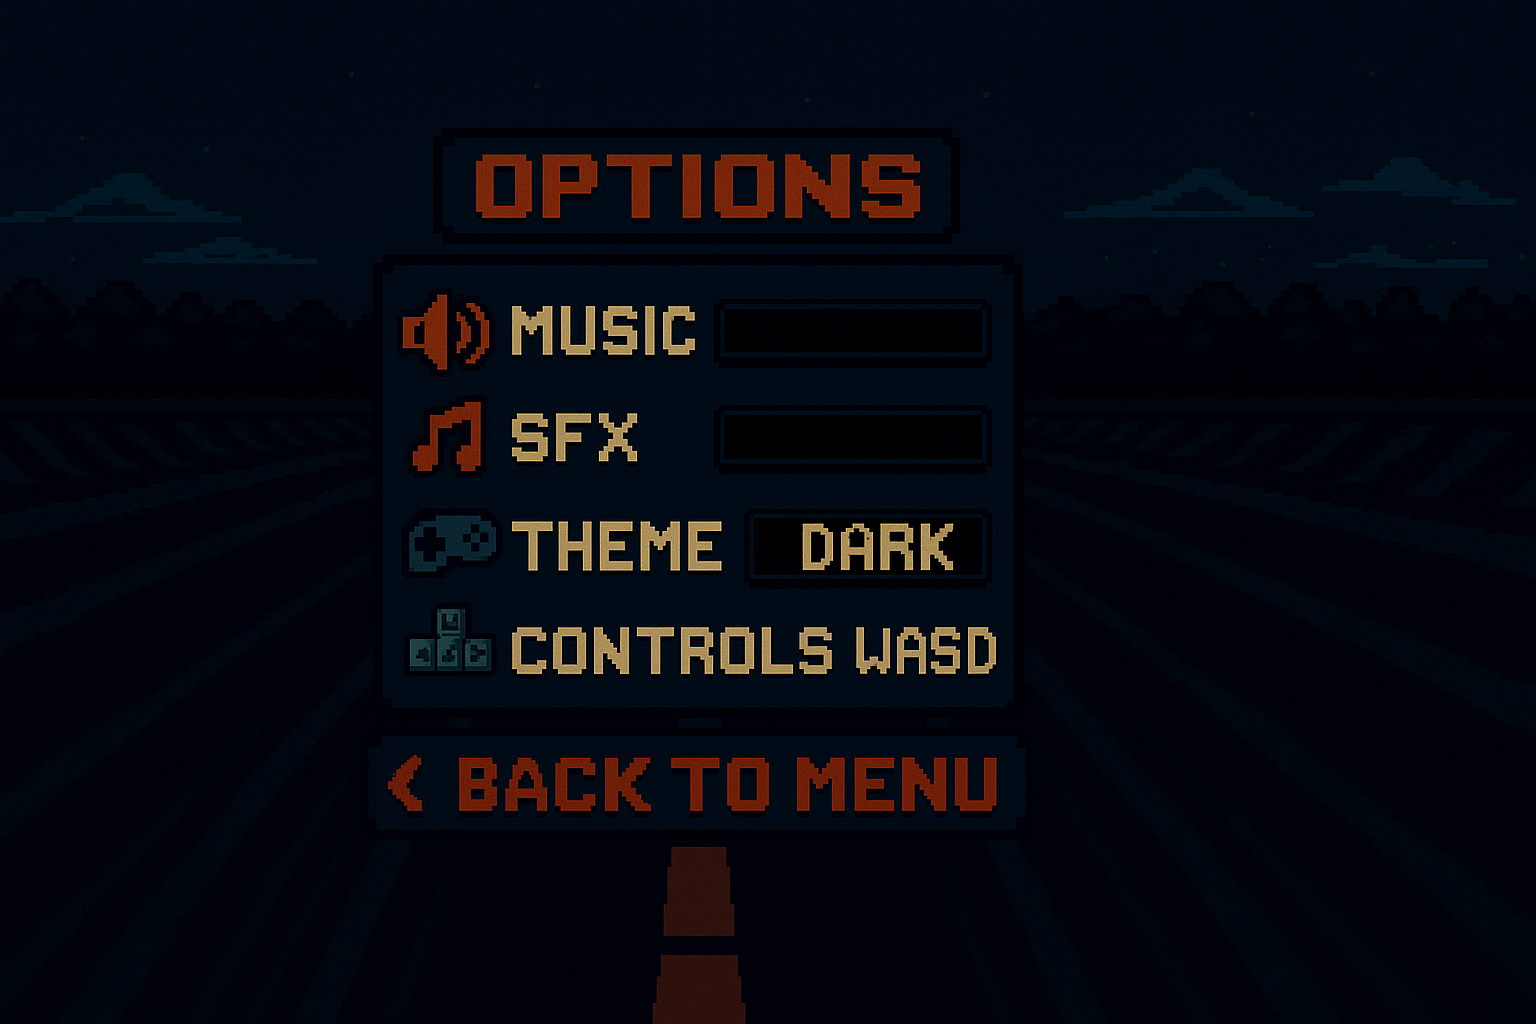 OPTIONS
MUSIC
SFX
THEME DARK
CONTROLS WASD
< BACK TO MENU